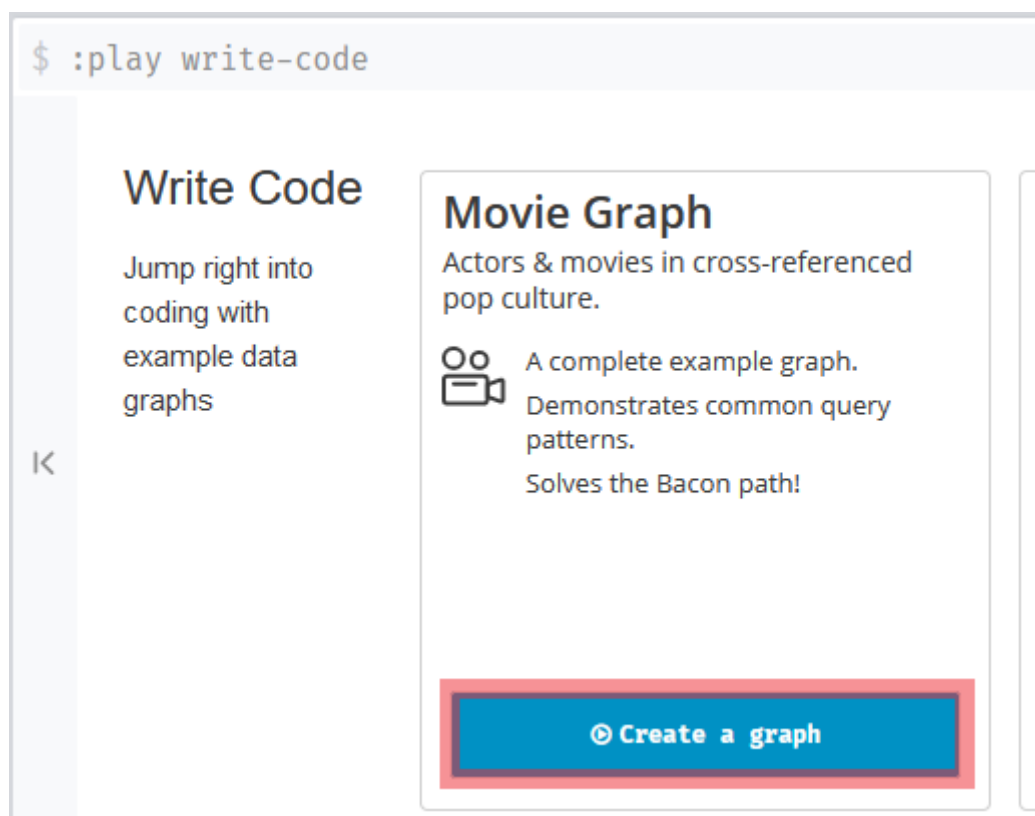 $ :play write-code
Write Code
Jump right into
coding with
example data
graphs
Movie Graph
Actors & movies in cross-referenced
pop culture.
A complete example graph.
Demonstrates common query
patterns.
Solves the Bacon path!
Create a graph